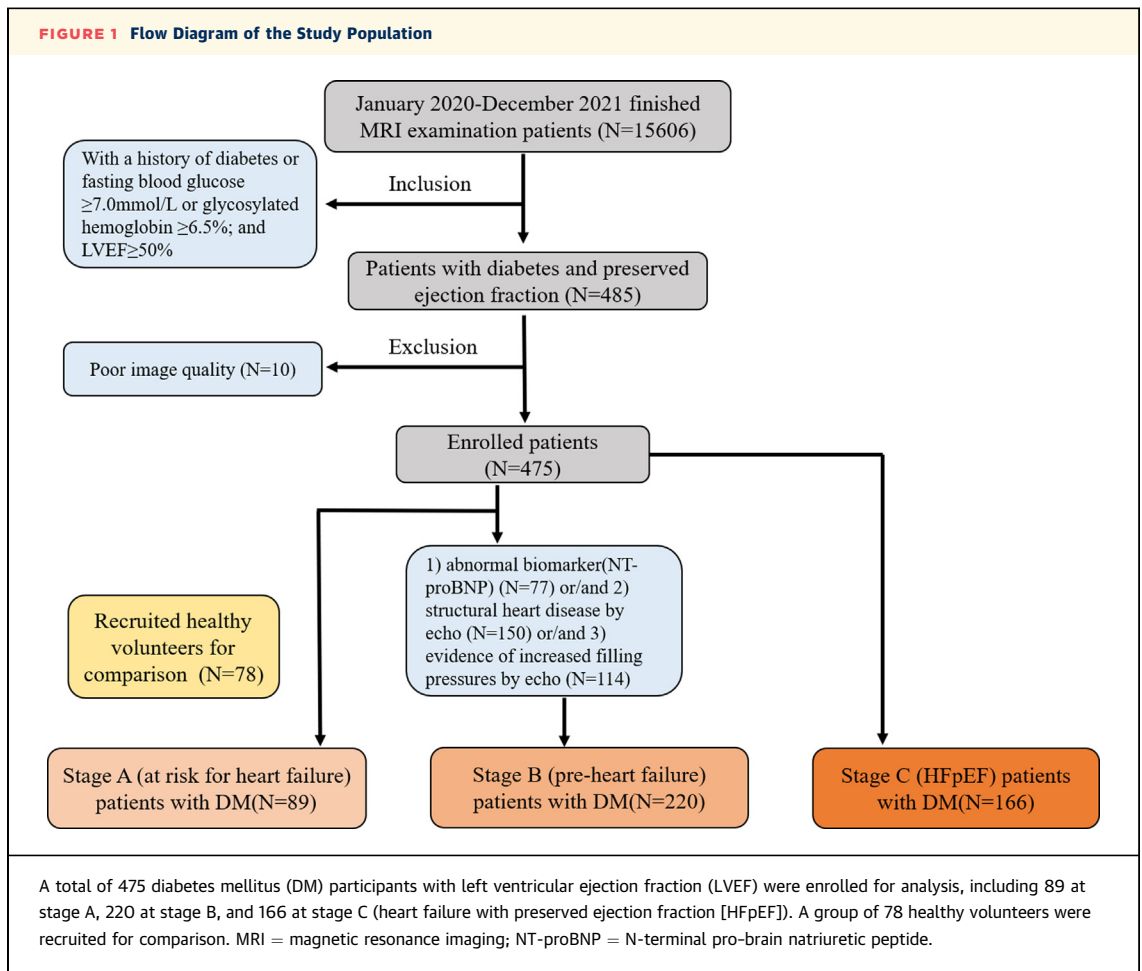 FIGURE 1 Flow Diagram of the Study Population
January 2020-December 2021 finished
MRI examination patients (N=15606)
With a history of diabetes or
fasting blood glucose
≥7.0mmol/L or glycosylated
hemoglobin ≥6.5%; and
LVEF≥50%
Inclusion
Patients with diabetes and preserved
ejection fraction (N=485)
Exclusion
Poor image quality (N=10)
Enrolled patients
(N=475)
1) abnormal biomarker(NT-
proBNP) (N=77) or/and 2)
structural heart disease by
echo (N=150) or/and 3)
evidence of increased filling
pressures by echo (N=114)
Recruited healthy
volunteers for
comparison (N=78)
Stage A (at risk for heart failure)
patients with DM(N=89)
Stage B (pre-heart failure)
patients with DM(N=220)
Stage C (HFpEF) patients
with DM(N=166)
A total of 475 diabetes mellitus (DM) participants with left ventricular ejection fraction (LVEF) were enrolled for analysis, including 89 at
stage A, 220 at stage B, and 166 at stage C (heart failure with preserved ejection fraction [HFpEF]). A group of 78 healthy volunteers were
recruited for comparison. MRI = magnetic resonance imaging; NT-proBNP = N-terminal pro–brain natriuretic peptide.